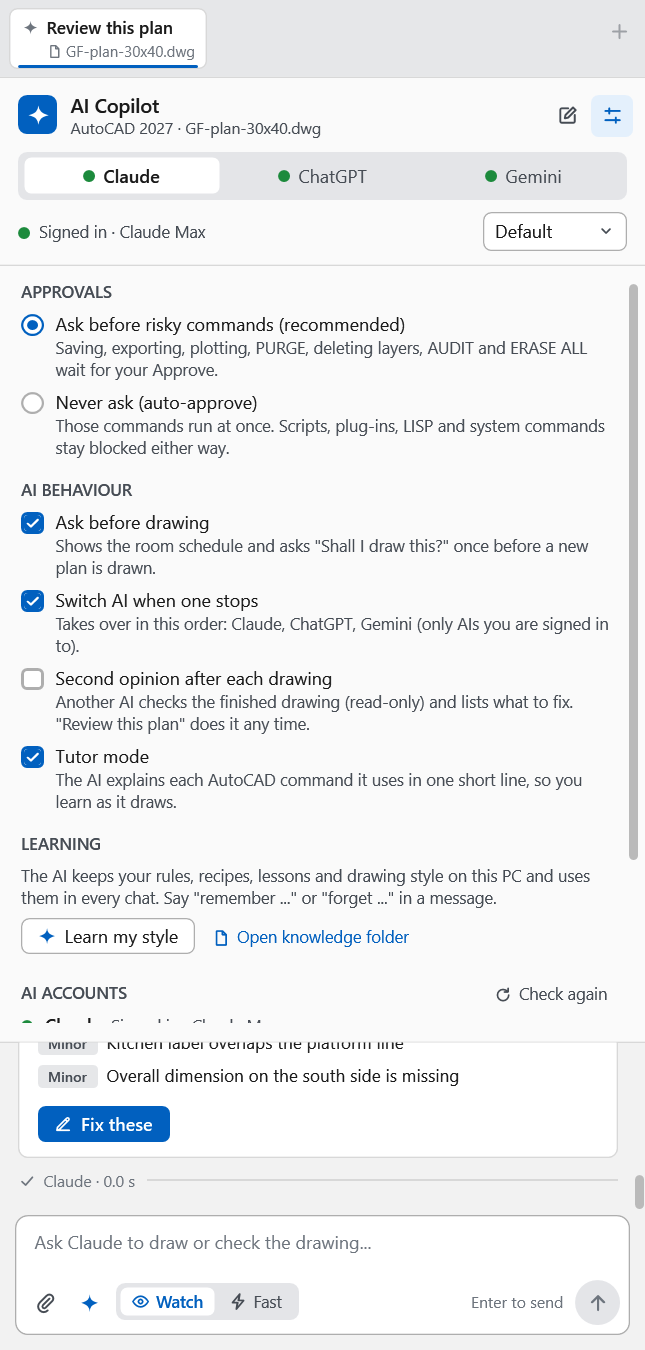 Review this plan
GF-plan-30x40.dwg
AI Copilot
AutoCAD 2027 · GF-plan-30x40.dwg
Claude
ChatGPT
Gemini
Signed in · Claude Max
Default
APPROVALS
Ask before risky commands (recommended)
Saving, exporting, plotting, PURGE, deleting layers, AUDIT and ERASE ALL
wait for your Approve.
Never ask (auto-approve)
Those commands run at once. Scripts, plug-ins, LISP and system commands
stay blocked either way.
AI BEHAVIOUR
Ask before drawing
Shows the room schedule and asks "Shall I draw this?" once before a new
plan is drawn.
Switch AI when one stops
Takes over in this order: Claude, ChatGPT, Gemini (only AIs you are signed in
to).
Second opinion after each drawing
Another AI checks the finished drawing (read-only) and lists what to fix.
"Review this plan" does it any time.
Tutor mode
The AI explains each AutoCAD command it uses in one short line, so you
learn as it draws.
LEARNING
The AI keeps your rules, recipes, lessons and drawing style on this PC and uses
them in every chat. Say "remember ..." or "forget ..." in a message.
Learn my style
Open knowledge folder
AI ACCOUNTS
Check again
Minor
Kitchen label overlaps the platform line
Minor
Overall dimension on the south side is missing
Fix these
Claude · 0.0 s
Ask Claude to draw or check the drawing...
Watch
Fast
Enter to send